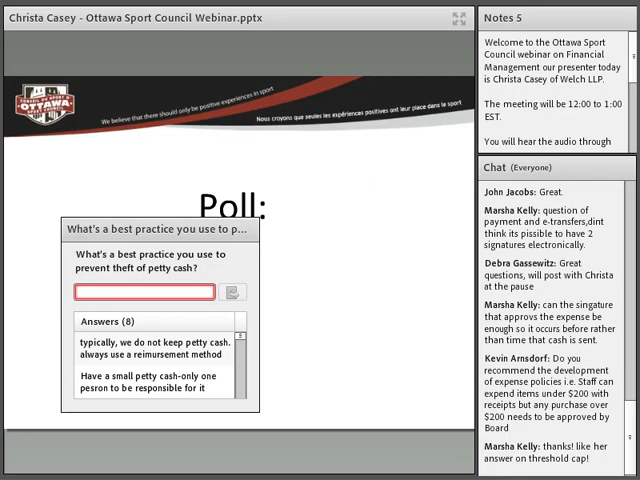 Christa Casey - Ottawa Sport Council Webinar.pptx
OTTAWA
We believe that there should only be positive experiences in sport
Nous croyons que seules les expériences positives ont leur place dans le sport
Poll:
What's a best practice you use to p...
What's a best practice you use to
prevent theft of petty cash?
Answers (8)
typically, we do not keep petty cash.
always use a reimursement method
Have a small petty cash-only one
pesron to be responsible for it
Notes 5
Welcome to the Ottawa Sport
Council webinar on Financial
Management our presenter today
is Christa Casey of Welch LLP.
The meeting will be 12:00 to 1:00
EST.
You will hear the audio through
Chat (Everyone)
John Jacobs: Great.
Marsha Kelly: question of
payment and e-transfers,dint
think its pissible to have 2
signatures electronically.
Debra Gassewitz: Great
questions, will post with Christa
at the pause
Marsha Kelly: can the singature
that approvs the expense be
enough so it occurs before rather
than time that cash is sent.
Kevin Arnsdorf: Do you
recommend the development
of expense policies i.e. Staff can
expend items under $200 with
receipts but any purchase over
$200 needs to be approved by
Board
Marsha Kelly: thanks! like her
answer on threshold cap!